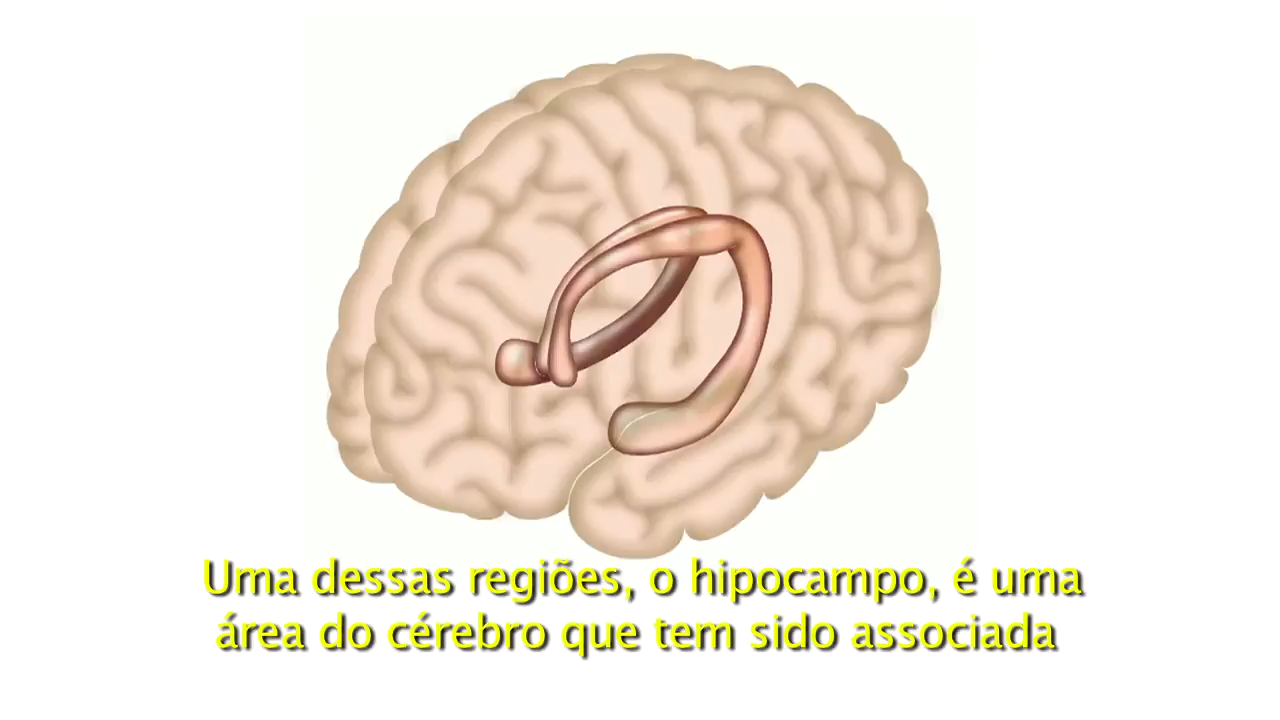 Uma dessas regiões, o hipocampo, é uma
área do cérebro que tem sido associada